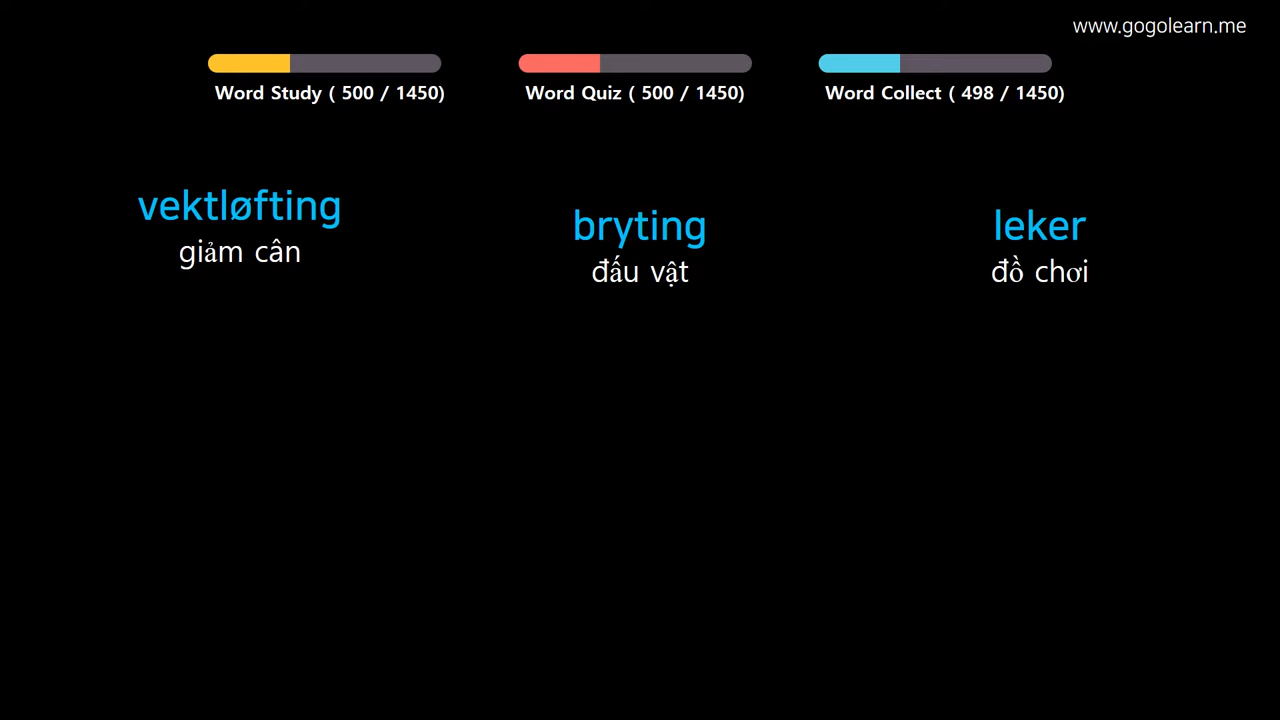 www.gogolearn.me
Word Study ( 500 / 1450)
Word Quiz ( 500 / 1450)
Word Collect ( 498 / 1450)
vektløfting
giảm cân
bryting
đấu vật
leker
đồ chơi